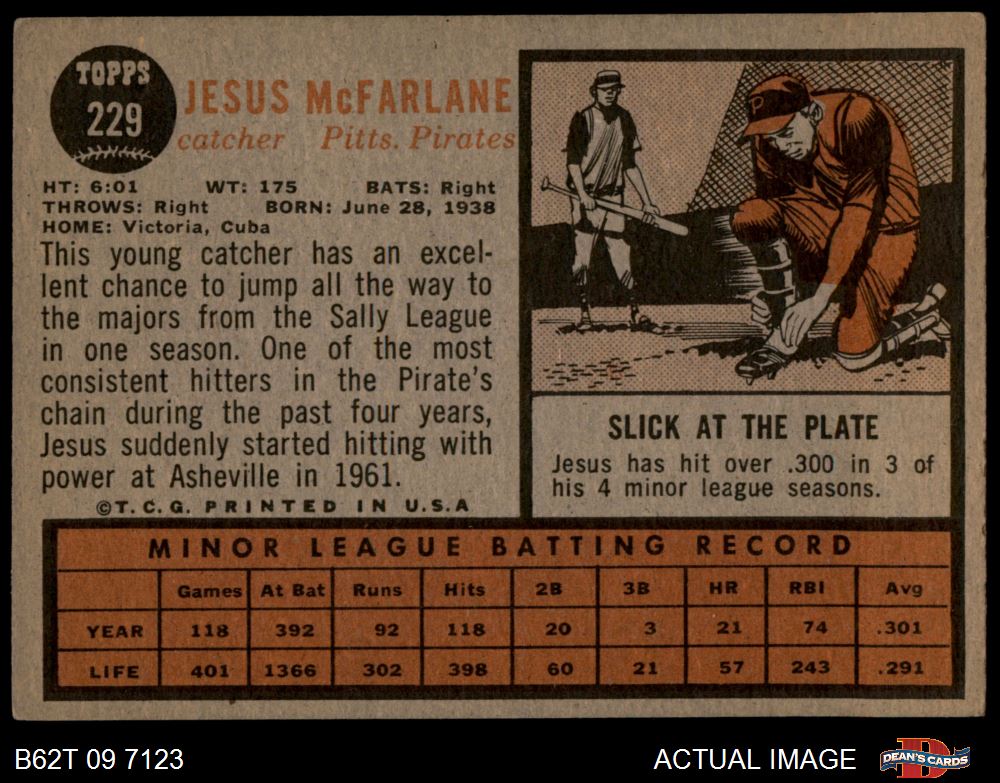 TOPPS
229
JESUS McFARLANE
catcher Pitts. Pirates
HT: 6:01 WT: 175 BATS: Right
THROWS: Right BORN: June 28, 1938
HOME: Victoria, Cuba
This young catcher has an excel-
lent chance to jump all the way to
the majors from the Sally League
in one season. One of the most
consistent hitters in the Pirate's
chain during the past four years,
Jesus suddenly started hitting with
power at Asheville in 1961.
©T.C.G. PRINTED IN U.S.A
P
SLICK AT THE PLATE
Jesus has hit over .300 in 3 of
his 4 minor league seasons.
MINOR LEAGUE BATTING RECORD
Games At Bat Runs Hits 2B 3B HR RBI Avg
YEAR 118 392 92 118 20 3 21 74 .301
LIFE 401 1366 302 398 60 21 57 243 .291
B62T 09 7123
ACTUAL IMAGE
D
DEAN'S CARDS